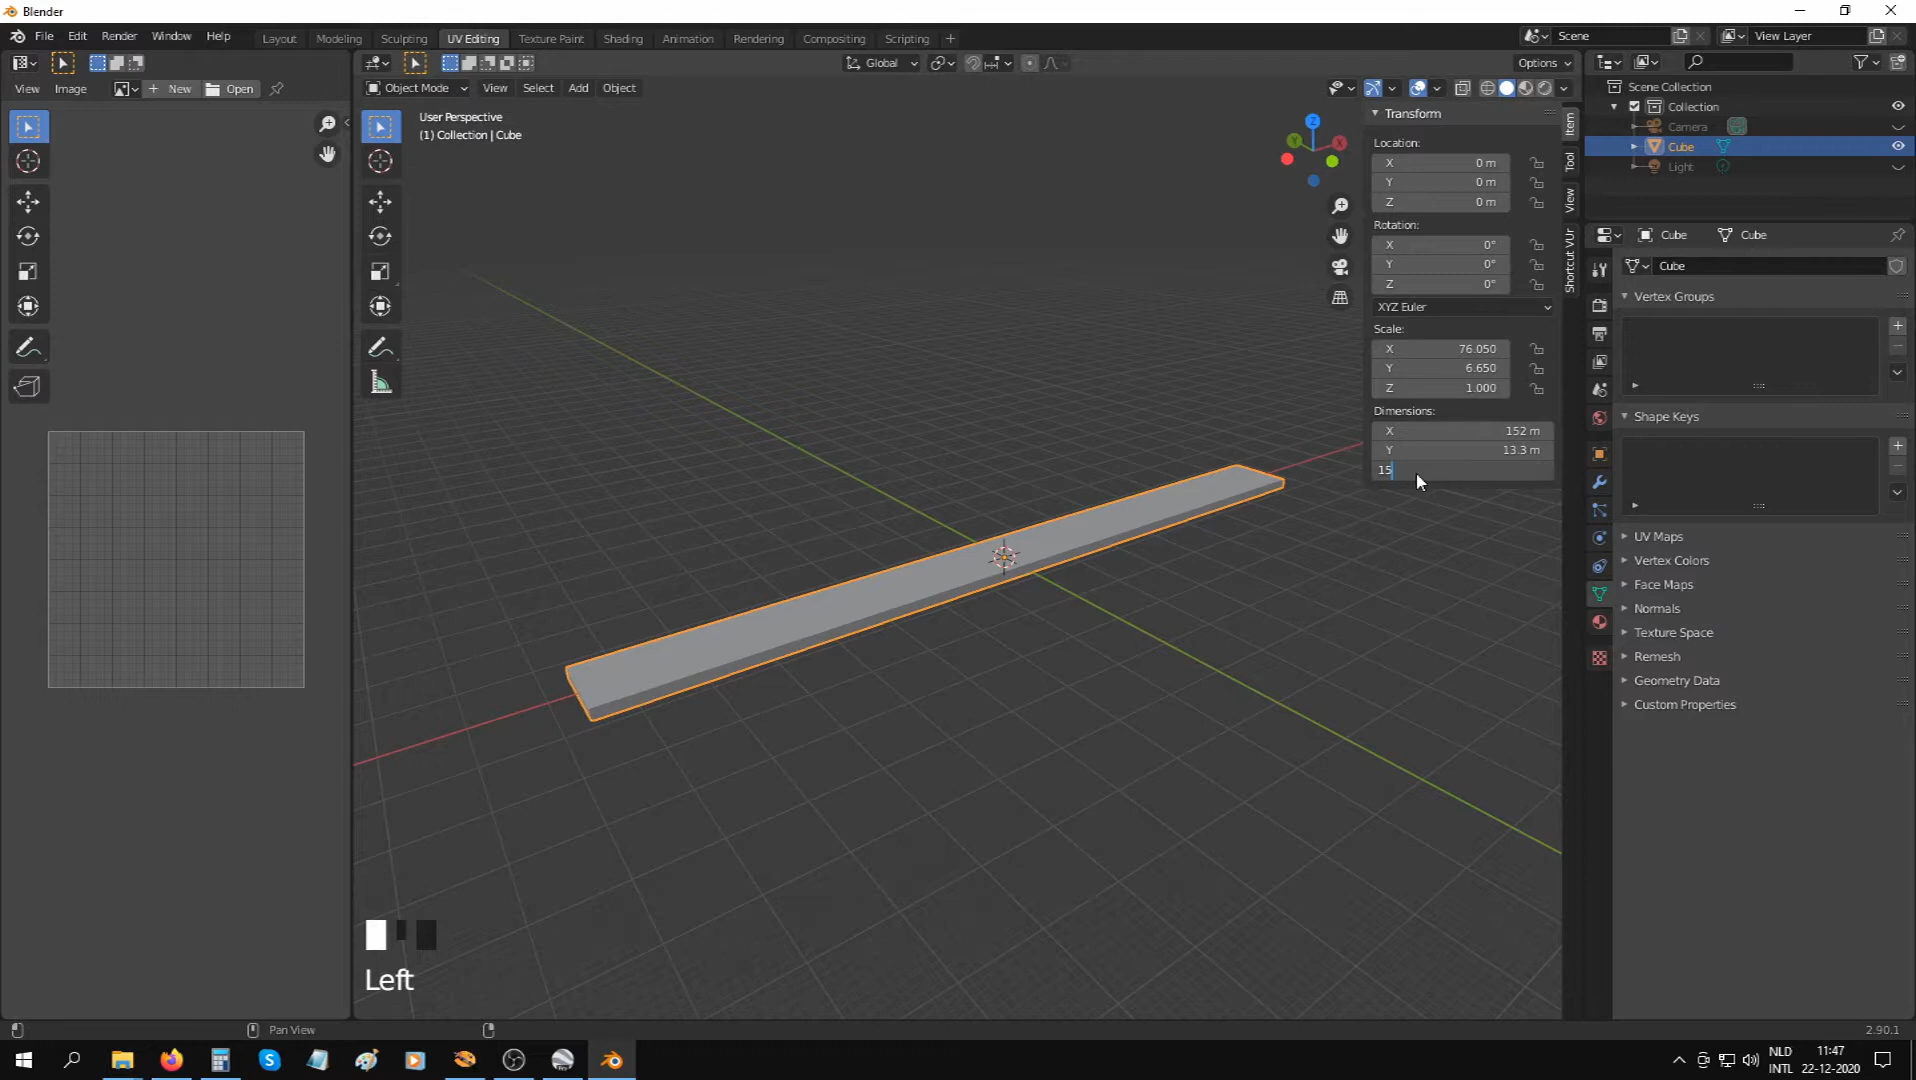 Blender
File Edit Render Window Help
Layout Modeling Sculpting UV Editing Texture Paint Shading Animation Rendering Compositing Scripting +
Scene
View Layer
Global
Options
View Image + New Open
Object Mode View Select Add Object
User Perspective
(1) Collection | Cube
Z
Y
X
Transform
Location:
X 0 m
Y 0 m
Z 0 m
Rotation:
X 0°
Y 0°
Z 0°
XYZ Euler
Scale:
X 76.050
Y 6.650
Z 1.000
Dimensions:
X 152 m
Y 13.3 m
15
Item
Tool
View
Shortcut VUr
Scene Collection
Collection
Camera
Cube
Light
Cube Cube
Cube
Vertex Groups
Shape Keys
UV Maps
Vertex Colors
Face Maps
Normals
Texture Space
Remesh
Geometry Data
Custom Properties
Left
Pan View
2.90.1
NLD
INTL
11:47
22-12-2020